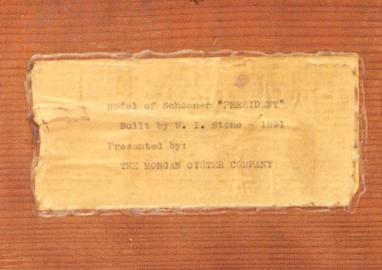 Model of Schooner "PRESIDENT"
Built by W. I. Stone - 1891
Presented by:
THE MORGAN OYSTER COMPANY